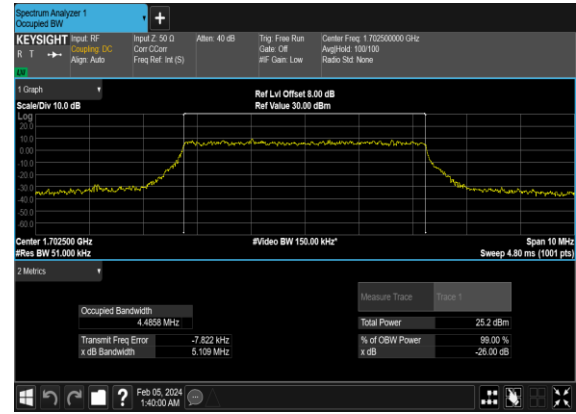 Spectrum Analyzer 1
Occupied BW
+
KEYSIGHT Input: RF Input Z: 50 Ω Atten: 40 dB Trig: Free Run Center Freq: 1.702500000 GHz
R T Coupling: DC Corr CCorr Gate: Off Avg|Hold: 100/100
Align: Auto Freq Ref: Int (S) #IF Gain: Low Radio Std: None
LW
1 Graph
Ref Lvl Offset 8.00 dB
Scale/Div 10.0 dB Ref Value 30.00 dBm
Log
20.0
10.0
0.00
-10.0
-20.0
-30.0
-40.0
-50.0
-60.0
Center 1.702500 GHz #Video BW 150.00 kHz* Span 10 MHz
#Res BW 51.000 kHz Sweep 4.80 ms (1001 pts)
2 Metrics
Measure Trace Trace 1
Occupied Bandwidth
4.4858 MHz Total Power 25.2 dBm
Transmit Freq Error -7.822 kHz % of OBW Power 99.00 %
x dB Bandwidth 5.109 MHz x dB -26.00 dB
? Feb 05, 2024
1:40:00 AM